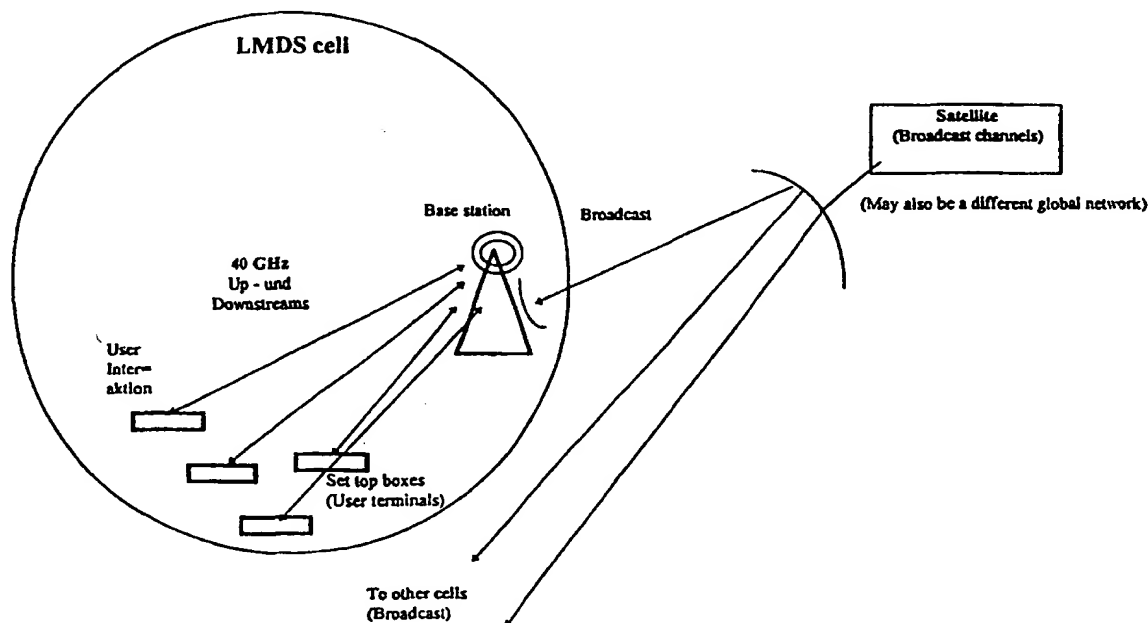 LMDS cell
Satellite
(Broadcast channels)
(May also be a different global network)
Base station
Broadcast
40 GHz
Up - und
Downstreams
User
Inter=
aktion
Set top boxes
(User terminals)
To other cells
(Broadcast)